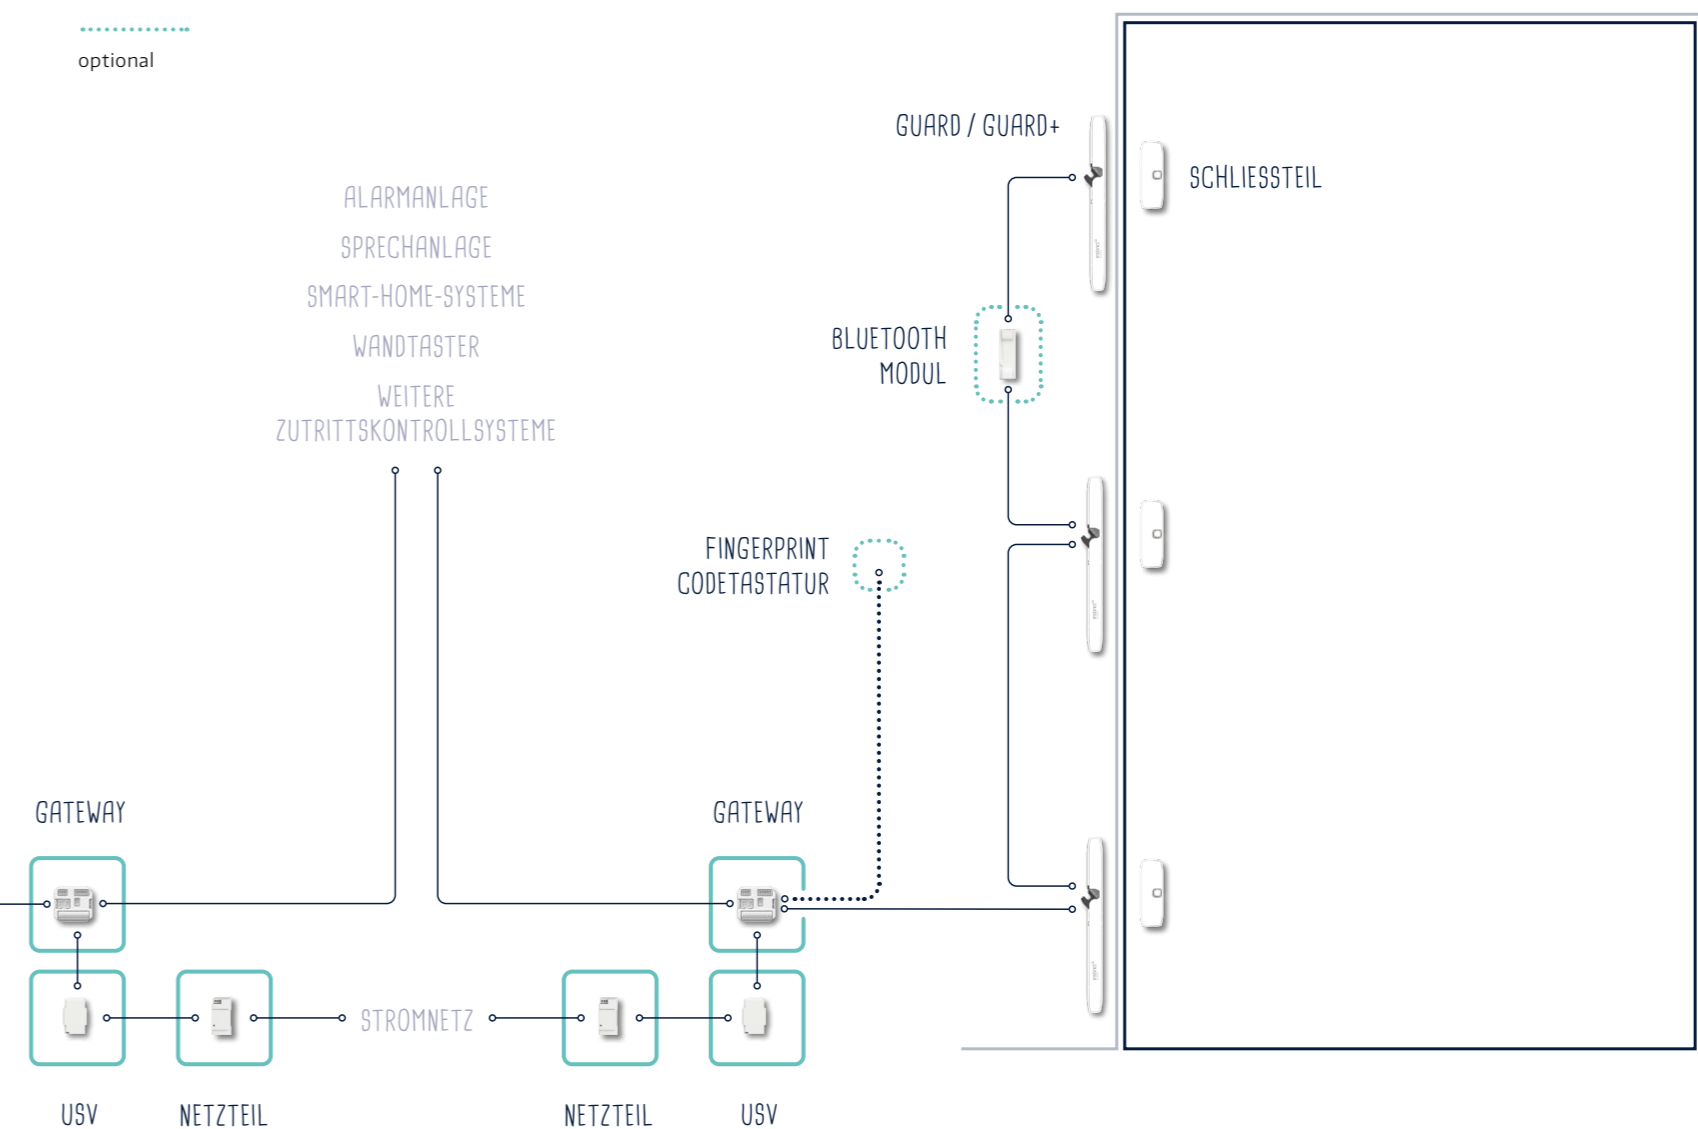 optional
GUARD / GUARD+
SCHLIESSTEIL
ALARMANLAGE
SPRECHANLAGE
SMART-HOME-SYSTEME
WANDTASTER
WEITERE
ZUTRITTSKONTROLLSYSTEME
BLUETOOTH
MODUL
FINGERPRINT
CODETASTATUR
GATEWAY
GATEWAY
STROMNETZ
USV
NETZTEIL
NETZTEIL
USV